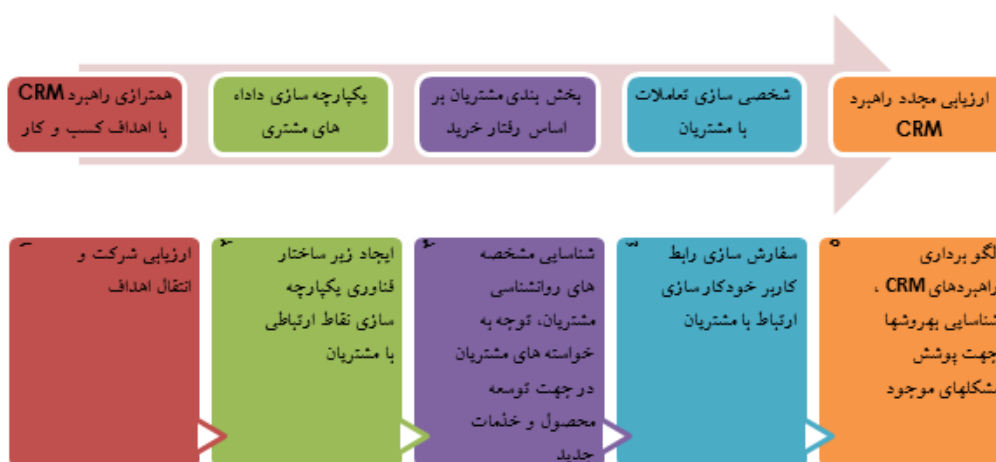 همترازی راهبرد CRM
با اهداف کسب و کار
یکپارچه سازی داداه
های مشتری
بخش بندی مشتریان بر
اساس رفتار خرید
شخصی سازی تعاملات
با مشتریان
ارزیابی مجدد راهبرد
CRM
ارزیابی شرکت و
انتقال اهداف
ایجاد زیر ساختار
فناوری یکپارچه
سازی نقاط ارتباطی
با مشتریان
شناسایی مشخصه
های روانشناسی
مشتریان، توجه به
خواسته های مشتریان
در جهت توسعه
محصول و خذمات
جدید
سفارش سازی رابط
کاربر خودکار سازی
ارتباط با مشتریان
لگو برداری
راهبردهای CRM ،
شناسایی بهروشها
جهت پوشش
مشکلهای موجود